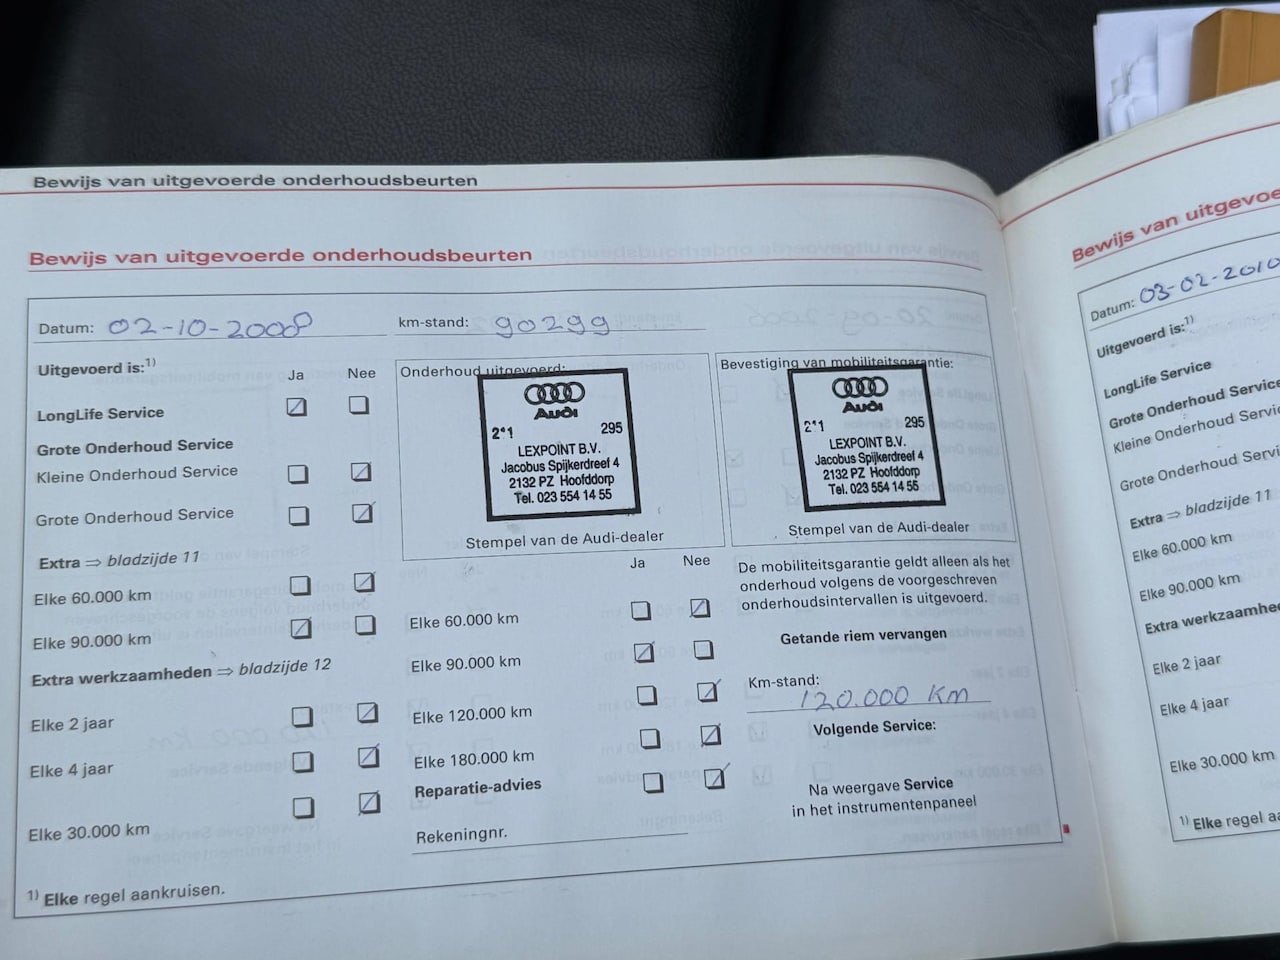 Bewijs van uitgevoerde onderhoudsbeurten
Bewijs van uitgevoerde onderhoudsbeurten
Datum: 02-10-2008
km-stand: 90299
Uitgevoerd is:1)
Ja Nee
LongLife Service
Grote Onderhoud Service
Kleine Onderhoud Service
Grote Onderhoud Service
Extra ⇒ bladzijde 11
Elke 60.000 km
Elke 90.000 km
Extra werkzaamheden ⇒ bladzijde 12
Elke 2 jaar
Elke 4 jaar
Elke 30.000 km
1) Elke regel aankruisen.
Onderhoud uitgevoerd:
Audi
2*1 295
LEXPOINT B.V.
Jacobus Spijkerdreef 4
2132 PZ Hoofddorp
Tel. 023 554 14 55
Stempel van de Audi-dealer
Ja Nee
Elke 60.000 km
Elke 90.000 km
Elke 120.000 km
Elke 180.000 km
Reparatie-advies
Rekeningnr.
Bevestiging van mobiliteitsgarantie:
Audi
2*1 295
LEXPOINT B.V.
Jacobus Spijkerdreef 4
2132 PZ Hoofddorp
Tel. 023 554 14 55
Stempel van de Audi-dealer
De mobiliteitsgarantie geldt alleen als het
onderhoud volgens de voorgeschreven
onderhoudsintervallen is uitgevoerd.
Getande riem vervangen
Km-stand:
120.000 km
Volgende Service:
Na weergave Service
in het instrumentenpaneel
Bewijs van
Datum: 03-02-2010
Uitgevoerd is:1)
LongLife Service
Grote Onderhoud Service
Kleine Onderhoud
Grote Onderhoud
Extra ⇒ bladzijde 11
Elke 60.000 km
Elke 90.000 km
Extra
Elke 2 jaar
Elke 4 jaar
Elke 30.000 km
1) Elke regel